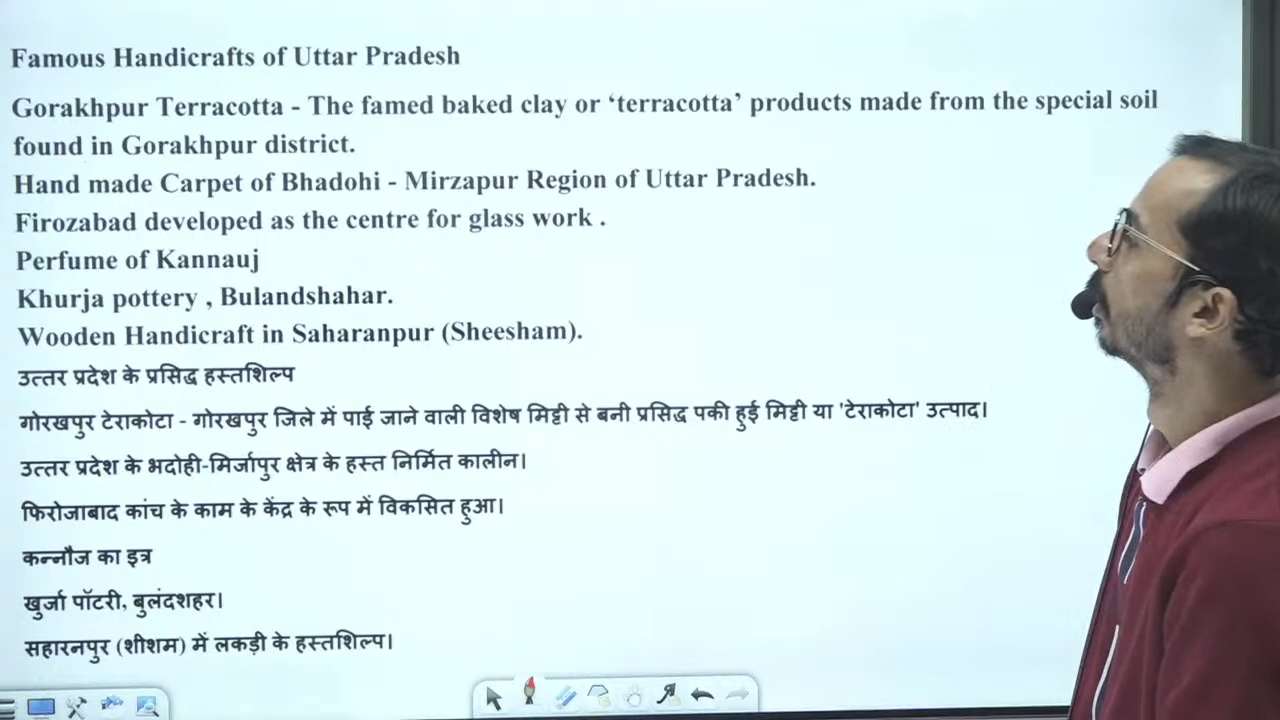 Famous Handicrafts of Uttar Pradesh
Gorakhpur Terracotta - The famed baked clay or ‘terracotta’ products made from the special soil
found in Gorakhpur district.
Hand made Carpet of Bhadohi - Mirzapur Region of Uttar Pradesh.
Firozabad developed as the centre for glass work .
Perfume of Kannauj
Khurja pottery , Bulandshahar.
Wooden Handicraft in Saharanpur (Sheesham).
उत्तर प्रदेश के प्रसिद्ध हस्तशिल्प
गोरखपुर टेराकोटा - गोरखपुर जिले में पाई जाने वाली विशेष मिट्टी से बनी प्रसिद्ध पकी हुई मिट्टी या 'टेराकोटा' उत्पाद।
उत्तर प्रदेश के भदोही-मिर्जापुर क्षेत्र के हस्त निर्मित कालीन।
फिरोजाबाद कांच के काम के केंद्र के रूप में विकसित हुआ।
कन्नौज का इत्र
खुर्जा पॉटरी, बुलंदशहर।
सहारनपुर (शीशम) में लकड़ी के हस्तशिल्प।